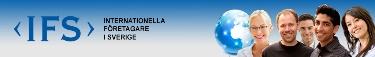 IFS
INTERNATIONELLA
FÖRETAGARE
I SVERIGE